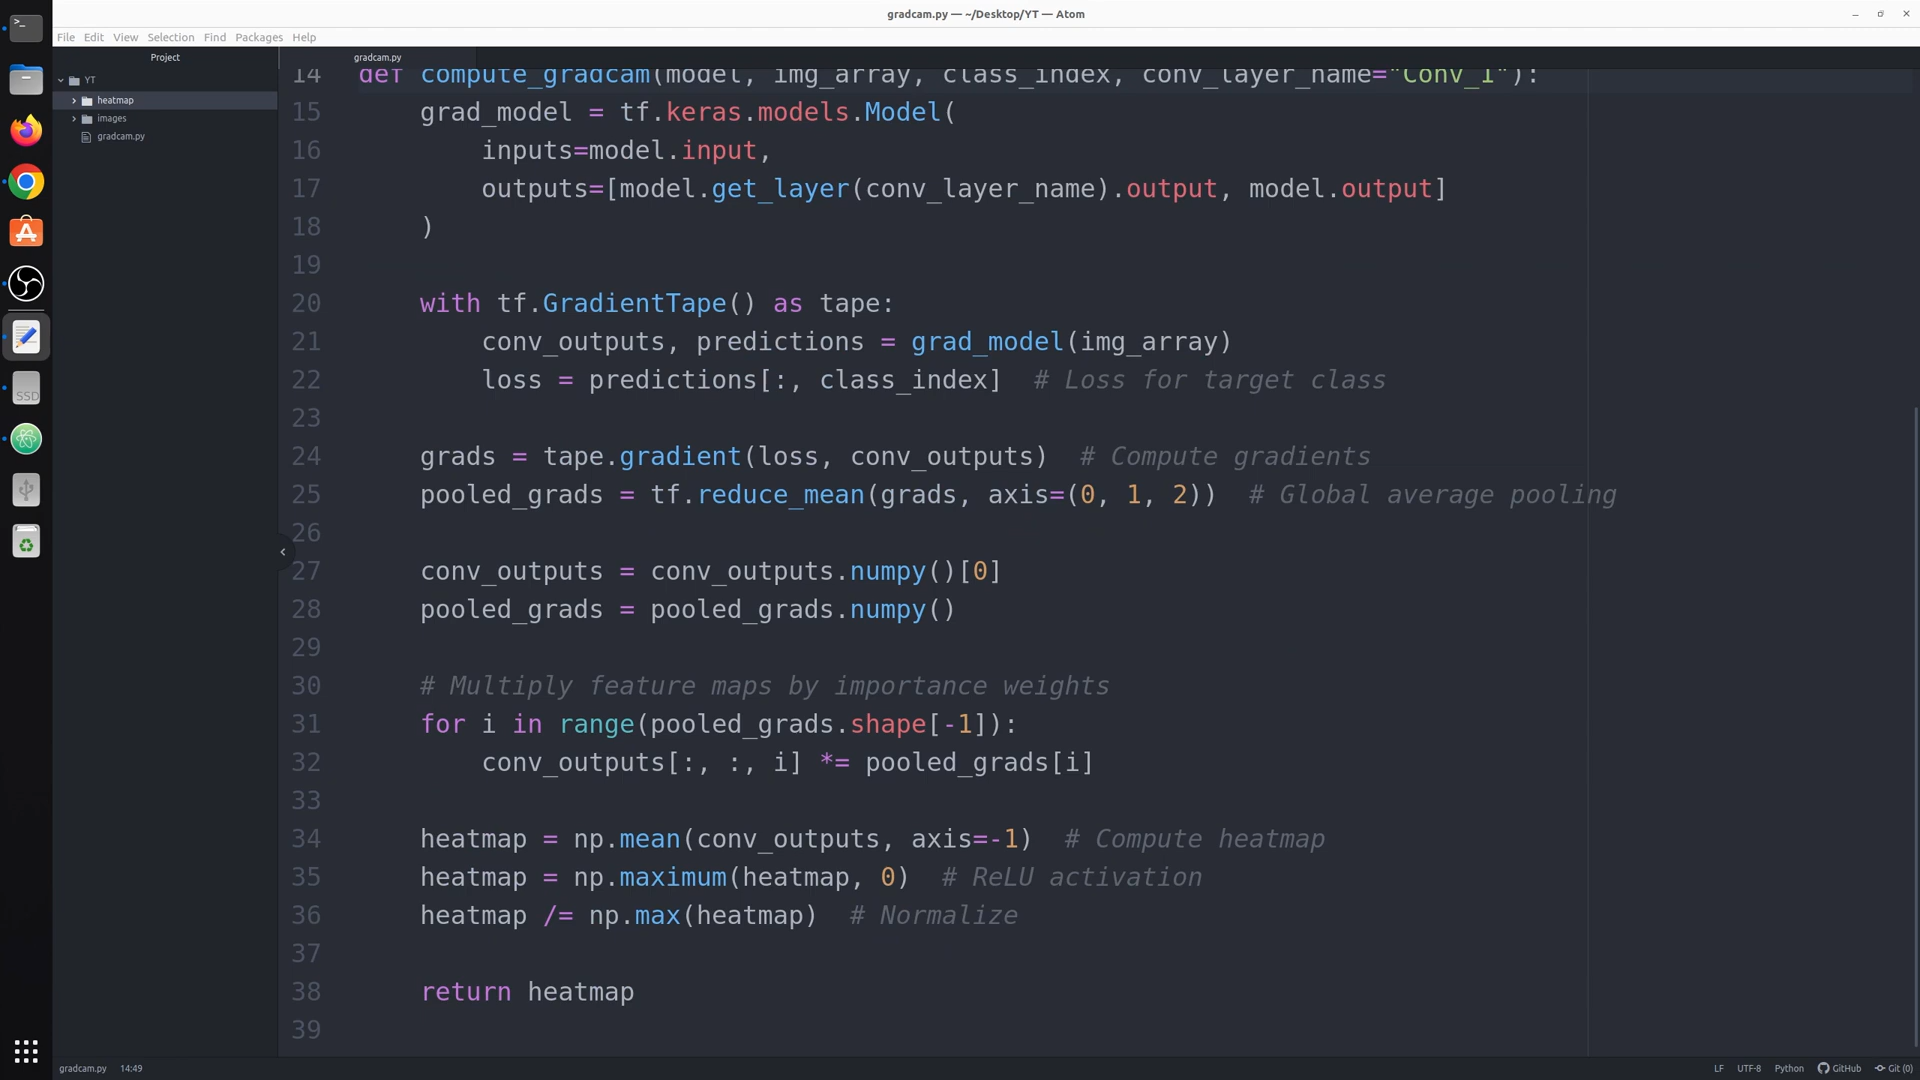 gradcam.py — ~/Desktop/YT — Atom
File Edit View Selection Find Packages Help
Project
gradcam.py
YT
heatmap
images
gradcam.py
14 def compute_gradcam(model, img_array, class_index, conv_layer_name="Conv_1"):
15 grad_model = tf.keras.models.Model(
16 inputs=model.input,
17 outputs=[model.get_layer(conv_layer_name).output, model.output]
18 )
19
20 with tf.GradientTape() as tape:
21 conv_outputs, predictions = grad_model(img_array)
22 loss = predictions[:, class_index]  # Loss for target class
23
24 grads = tape.gradient(loss, conv_outputs)  # Compute gradients
25 pooled_grads = tf.reduce_mean(grads, axis=(0, 1, 2))  # Global average pooling
26
27 conv_outputs = conv_outputs.numpy()[0]
28 pooled_grads = pooled_grads.numpy()
29
30 # Multiply feature maps by importance weights
31 for i in range(pooled_grads.shape[-1]):
32 conv_outputs[:, :, i] *= pooled_grads[i]
33
34 heatmap = np.mean(conv_outputs, axis=-1)  # Compute heatmap
35 heatmap = np.maximum(heatmap, 0)  # ReLU activation
36 heatmap /= np.max(heatmap)  # Normalize
37
38 return heatmap
39
SSD
gradcam.py 14:49 LF UTF-8 Python GitHub Git (0)